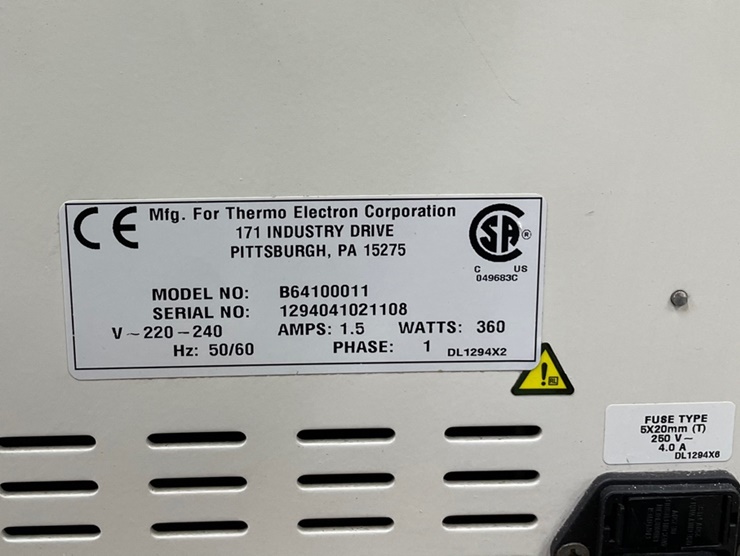 CE Mfg. For Thermo Electron Corporation
171 INDUSTRY DRIVE
PITTSBURGH, PA 15275
SA ®
C US
049683C
MODEL NO: B64100011
SERIAL NO: 1294041021108
V~220-240 AMPS: 1.5 WATTS: 360
Hz: 50/60 PHASE: 1 DL1294X2
FUSE TYPE
5X20mm (T)
250 V~
4.0 A
DL1294X6